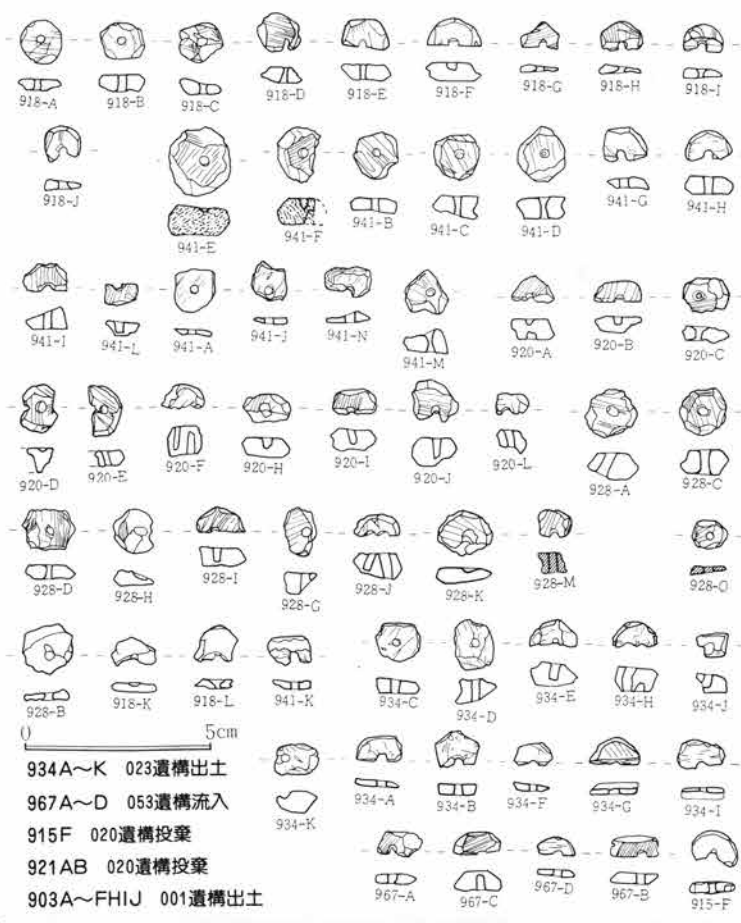 918-A 918-B 918-C 918-D 918-E 918-F 918-G 918-H 918-I
918-J 941-E 941-F 941-B 941-C 941-D 941-G 941-H
941-I 941-L 941-A 941-J 941-N 941-M 920-A 920-B 920-C
920-D 920-E 920-F 920-H 920-I 920-J 920-L 928-A 928-C
928-D 928-H 928-I 928-G 928-J 928-K 928-M 928-O
928-B 918-K 918-L 941-K 934-C 934-D 934-E 934-H 934-J
0 5cm
934-K 934-A 934-B 934-F 934-G 934-I
967-A 967-C 967-D 967-B 915-F
934A～K 023遺構出土
967A～D 053遺構流入
915F 020遺構投棄
921AB 020遺構投棄
903A～FHIJ 001遺構出土